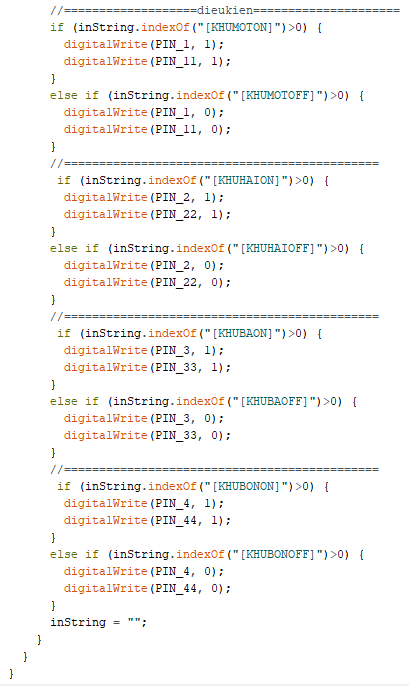 //===================dieukien=====================
if (inString.indexOf("[KHUMOTON]")>0) {
digitalWrite(PIN_1, 1);
digitalWrite(PIN_11, 1);
}
else if (inString.indexOf("[KHUMOTOFF]")>0) {
digitalWrite(PIN_1, 0);
digitalWrite(PIN_11, 0);
}
//=============================================
if (inString.indexOf("[KHUHAION]")>0) {
digitalWrite(PIN_2, 1);
digitalWrite(PIN_22, 1);
}
else if (inString.indexOf("[KHUHAIOFF]")>0) {
digitalWrite(PIN_2, 0);
digitalWrite(PIN_22, 0);
}
//=============================================
if (inString.indexOf("[KHUBAON]")>0) {
digitalWrite(PIN_3, 1);
digitalWrite(PIN_33, 1);
}
else if (inString.indexOf("[KHUBAOFF]")>0) {
digitalWrite(PIN_3, 0);
digitalWrite(PIN_33, 0);
}
//=============================================
if (inString.indexOf("[KHUBONON]")>0) {
digitalWrite(PIN_4, 1);
digitalWrite(PIN_44, 1);
}
else if (inString.indexOf("[KHUBONOFF]")>0) {
digitalWrite(PIN_4, 0);
digitalWrite(PIN_44, 0);
}
inString = "";
}
}
}